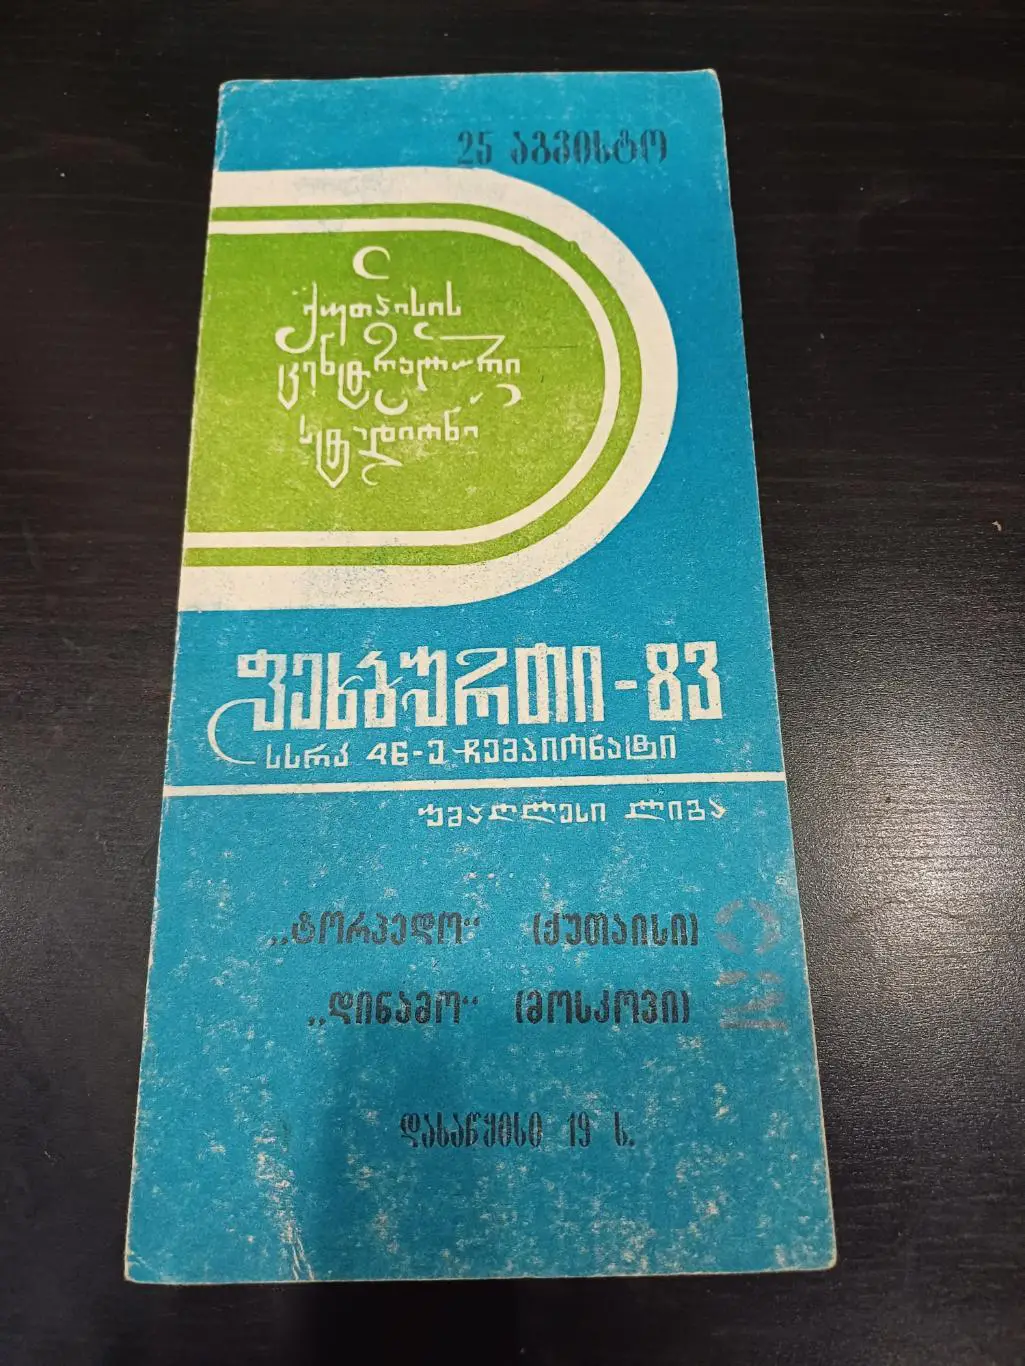 25 აგვისტო
ქუთაისის
ცენტრალური
სტადიონი
ფეხბურთი-83
სსრკ 46-ე ჩემპიონატი
უმაღლესი ლიგა
„ტორპედო“ (ქუთაისი)
„დინამო“ (მოსკოვი)
დასაწყისი 19 ს.